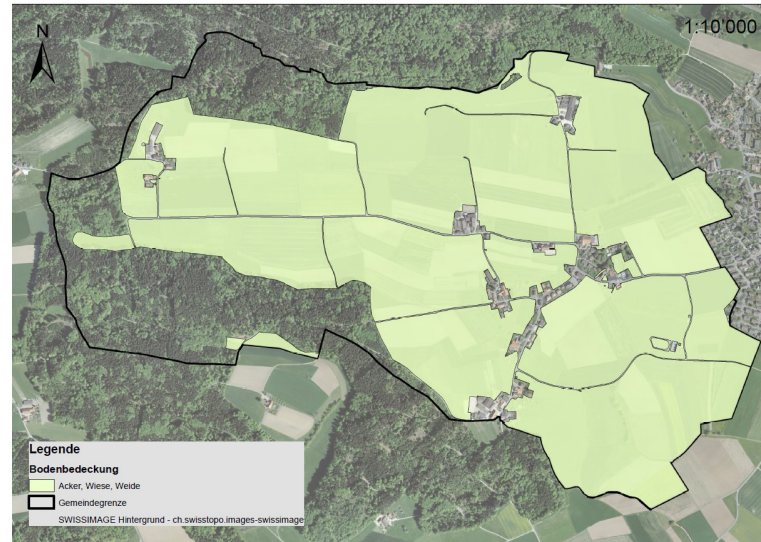 N
1:10'000
Legende
Bodenbedeckung
Acker, Wiese, Weide
Gemeindegrenze
SWISSIMAGE Hintergrund - ch.swisstopo.images-swissimage